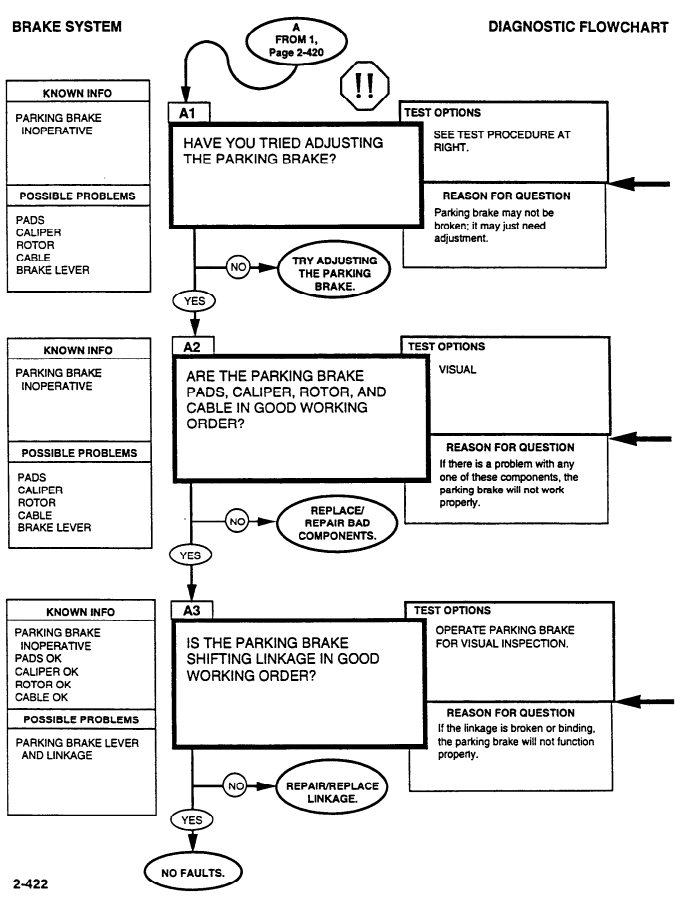 BRAKE SYSTEM
DIAGNOSTIC FLOWCHART
A
FROM 1,
Page 2-420
!!
KNOWN INFO
PARKING BRAKE
INOPERATIVE
POSSIBLE PROBLEMS
PADS
CALIPER
ROTOR
CABLE
BRAKE LEVER
A1
HAVE YOU TRIED ADJUSTING
THE PARKING BRAKE?
TEST OPTIONS
SEE TEST PROCEDURE AT
RIGHT.
REASON FOR QUESTION
Parking brake may not be
broken; it may just need
adjustment.
NO
TRY ADJUSTING
THE PARKING
BRAKE.
YES
KNOWN INFO
PARKING BRAKE
INOPERATIVE
POSSIBLE PROBLEMS
PADS
CALIPER
ROTOR
CABLE
BRAKE LEVER
A2
ARE THE PARKING BRAKE
PADS, CALIPER, ROTOR, AND
CABLE IN GOOD WORKING
ORDER?
TEST OPTIONS
VISUAL
REASON FOR QUESTION
If there is a problem with any
one of these components, the
parking brake will not work
properly.
NO
REPLACE/
REPAIR BAD
COMPONENTS.
YES
KNOWN INFO
PARKING BRAKE
INOPERATIVE
PADS OK
CALIPER OK
ROTOR OK
CABLE OK
POSSIBLE PROBLEMS
PARKING BRAKE LEVER
AND LINKAGE
A3
IS THE PARKING BRAKE
SHIFTING LINKAGE IN GOOD
WORKING ORDER?
TEST OPTIONS
OPERATE PARKING BRAKE
FOR VISUAL INSPECTION.
REASON FOR QUESTION
If the linkage is broken or binding,
the parking brake will not function
properly.
NO
REPAIR/REPLACE
LINKAGE.
YES
NO FAULTS.
2-422